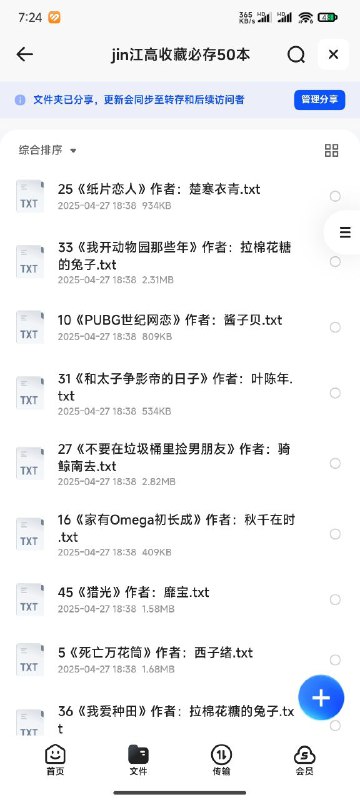 7:24
365 KB/s
jin江高收藏必存50本
文件夹已分享，更新会同步至转存和后续访问者
管理分享
综合排序
TXT
25《纸片恋人》作者：楚寒衣青.txt
2025-04-27 18:38 934KB
TXT
33《我开动物园那些年》作者：拉棉花糖
的兔子.txt
2025-04-27 18:38 2.31MB
TXT
10《PUBG世纪网恋》作者：酱子贝.txt
2025-04-27 18:38 809KB
TXT
31《和太子争影帝的日子》作者：叶陈年.
txt
2025-04-27 18:38 534KB
TXT
27《不要在垃圾桶里捡男朋友》作者：骑
鲸南去.txt
2025-04-27 18:38 2.82MB
TXT
16《家有Omega初长成》作者：秋千在时
.txt
2025-04-27 18:38 409KB
TXT
45《猎光》作者：靡宝.txt
2025-04-27 18:38 1.58MB
TXT
5《死亡万花筒》作者：西子绪.txt
2025-04-27 18:38 1.68MB
TXT
36《我爱种田》作者：拉棉花糖的兔子.tx
t
首页
文件
传输
会员